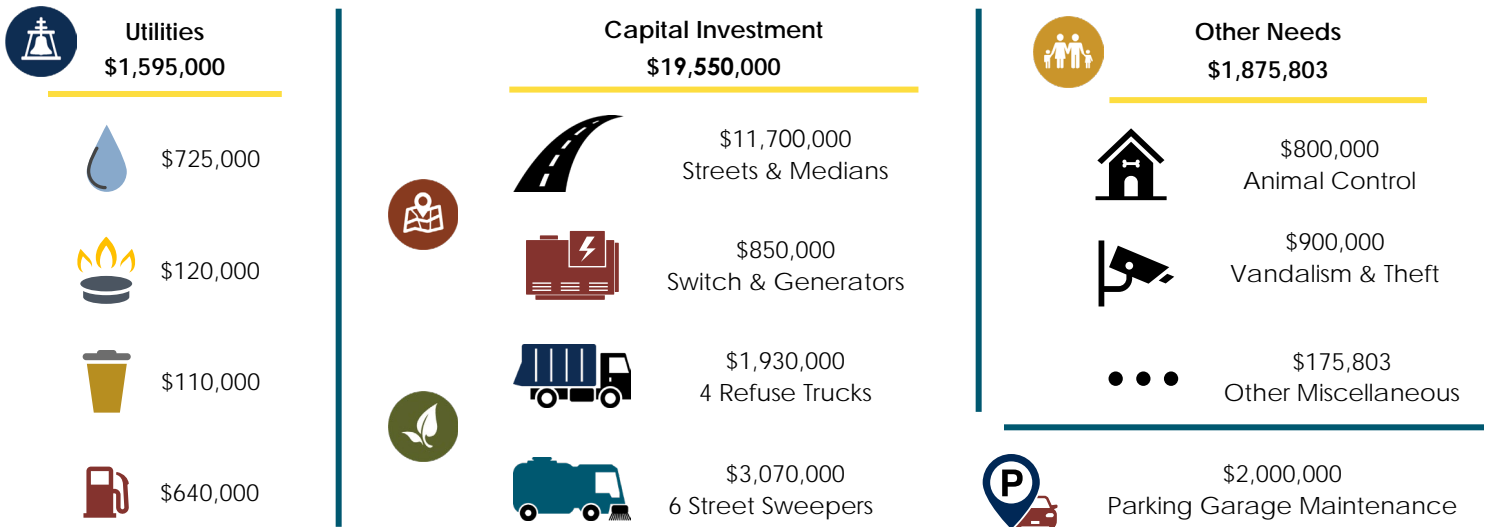 Utilities
$1,595,000
$725,000
$120,000
$110,000
$640,000
Capital Investment
$19,550,000
$11,700,000
Streets & Medians
$850,000
Switch & Generators
$1,930,000
4 Refuse Trucks
$3,070,000
6 Street Sweepers
Other Needs
$1,875,803
$800,000
Animal Control
$900,000
Vandalism & Theft
$175,803
Other Miscellaneous
P
$2,000,000
Parking Garage Maintenance